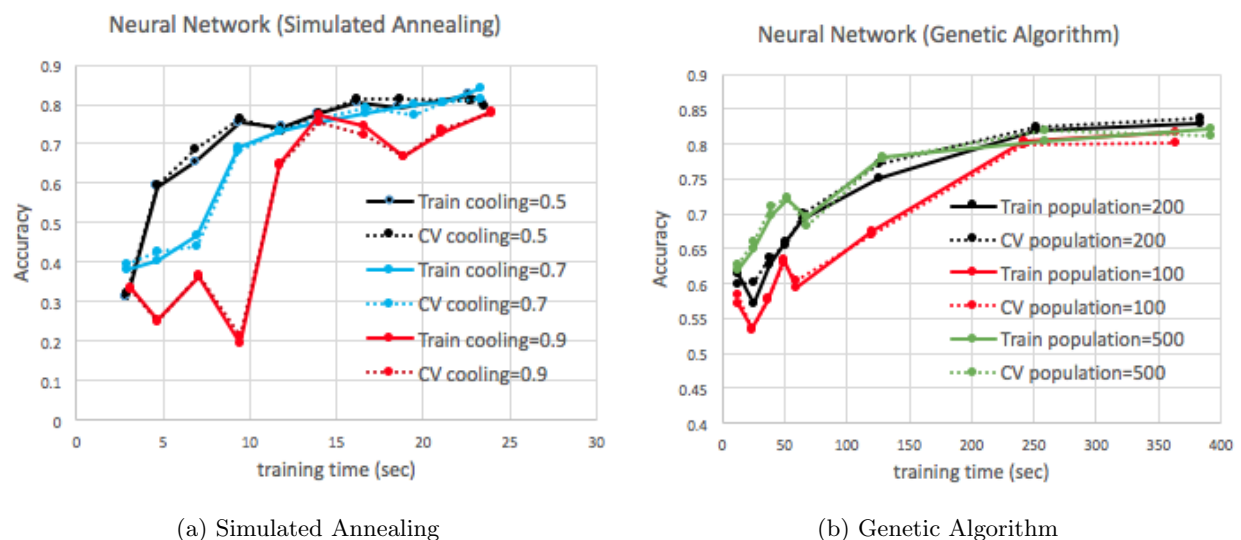 Neural Network (Simulated Annealing)
0.9
0.8
0.7
0.6
0.5
0.4
0.3
0.2
0.1
0
Accuracy
0 5 10 15 20 25 30
training time (sec)
Train cooling=0.5
CV cooling=0.5
Train cooling=0.7
CV cooling=0.7
Train cooling=0.9
CV cooling=0.9
(a) Simulated Annealing
Neural Network (Genetic Algorithm)
0.9
0.85
0.8
0.75
0.7
0.65
0.6
0.55
0.5
0.45
0.4
Accuracy
0 50 100 150 200 250 300 350 400
training time (sec)
Train population=200
CV population=200
Train population=100
CV population=100
Train population=500
CV population=500
(b) Genetic Algorithm